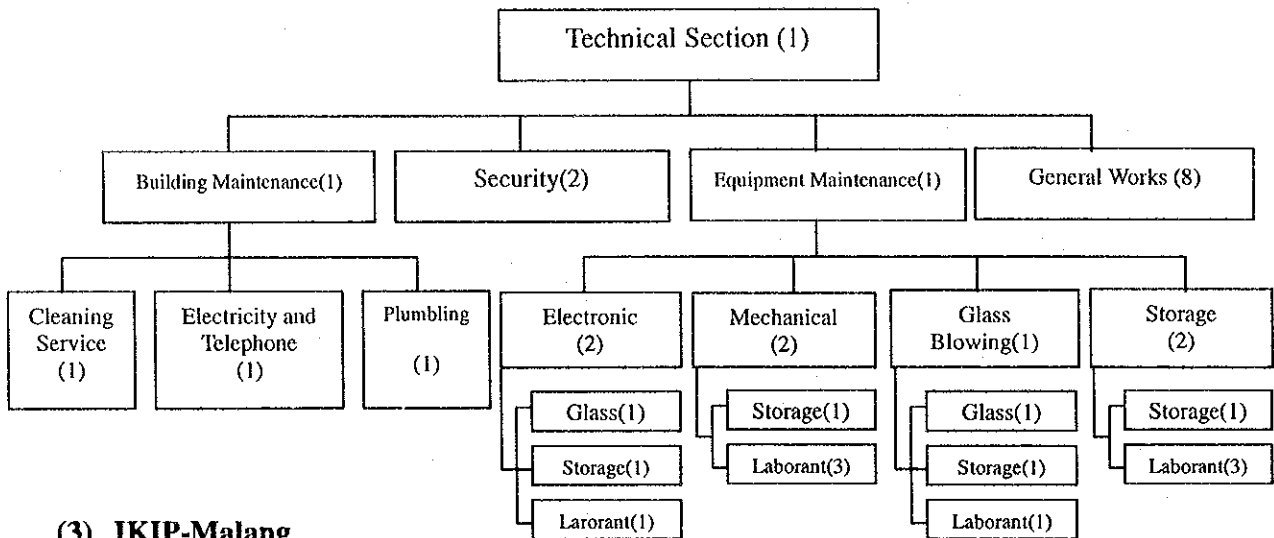 Technical Section (1)
Building Maintenance(1)
Security(2)
Equipment Maintenance(1)
General Works (8)
Cleaning
Service
(1)
Electricity and
Telephone
(1)
Plumbling
(1)
Electronic
(2)
Mechanical
(2)
Glass
Blowing(1)
Storage
(2)
Glass(1)
Storage(1)
Larorant(1)
Storage(1)
Laborant(3)
Glass(1)
Storage(1)
Laborant(1)
Storage(1)
Laborant(3)
(3) IKIP-Malang